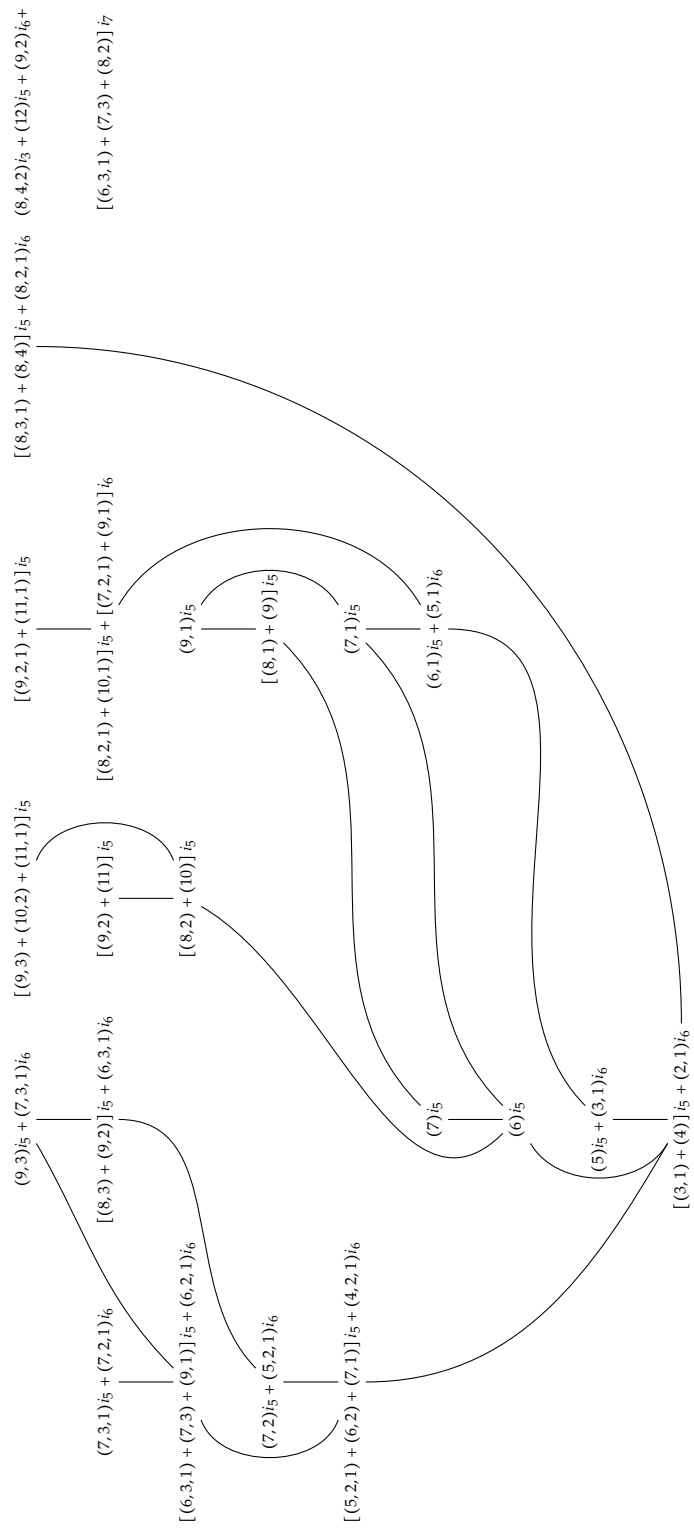 (9,3)i₅ + (7,3,1)i₆
[(9,3) + (10,2) + (11,1)] i₅
[(9,2,1) + (11,1)] i₅
[(8,3,1) + (8,4)] i₅ + (8,2,1)i₆
(8,4,2)i₃ + (12)i₅ + (9,2)i₆+
(7,3,1)i₅ + (7,2,1)i₆
[(8,3) + (9,2)] i₅ + (6,3,1)i₆
[(9,2) + (11)] i₅
[(8,2,1) + (10,1)] i₅ + [(7,2,1) + (9,1)] i₆
[(6,3,1) + (7,3) + (8,2)] i₇
[(6,3,1) + (7,3) + (9,1)] i₅ + (6,2,1)i₆
[(8,2) + (10)] i₅
(9,1)i₅
(7,2)i₅ + (5,2,1)i₆
[(8,1) + (9)] i₅
[(5,2,1) + (6,2) + (7,1)] i₅ + (4,2,1)i₆
(7,1)i₅
(7)i₅
(6,1)i₅ + (5,1)i₆
(6)i₅
(5)i₅ + (3,1)i₆
[(3,1) + (4)] i₅ + (2,1)i₆